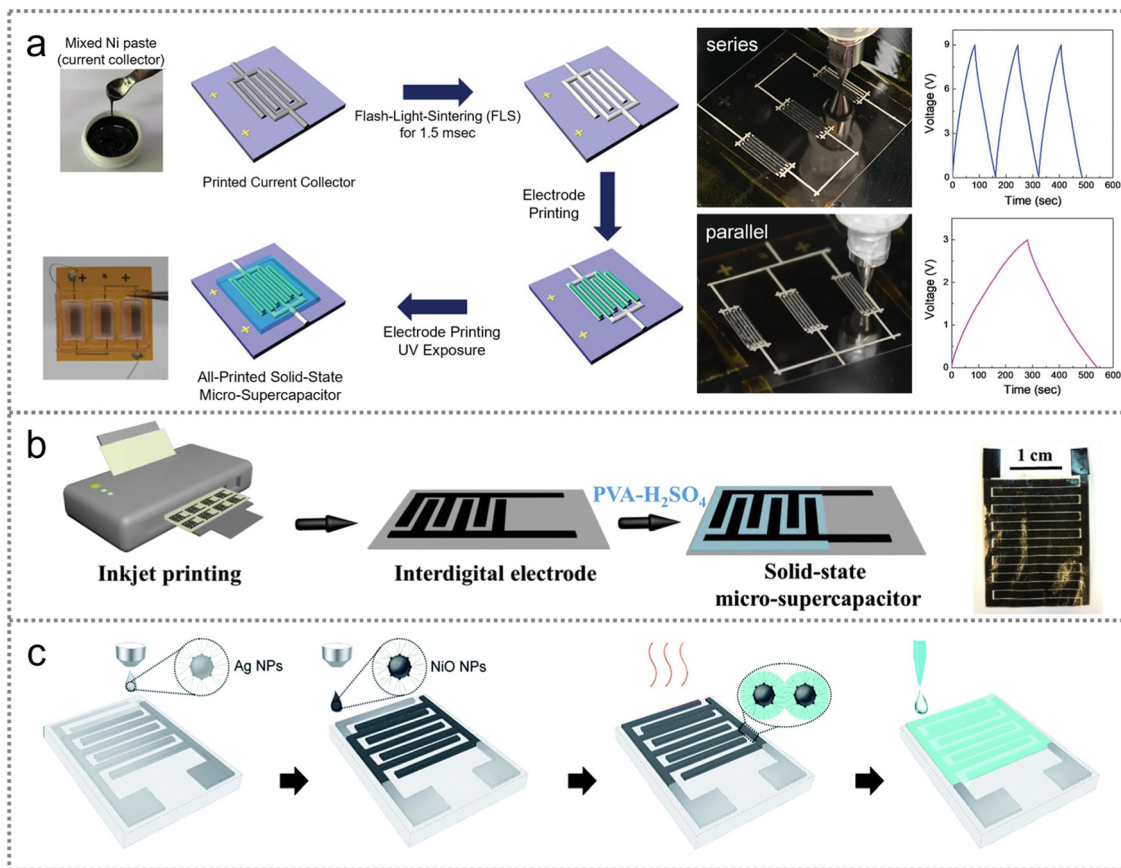 a
Mixed Ni paste
(current collector)
Printed Current Collector
Flash-Light-Sintering (FLS)
for 1.5 msec
Electrode
Printing
Electrode Printing
UV Exposure
All-Printed Solid-State
Micro-Supercapacitor
series
Voltage (V)
9
6
3
0
0 100 200 300 400 500 600
Time (sec)
parallel
Voltage (V)
3
2
1
0
0 100 200 300 400 500 600
Time (sec)
b
Inkjet printing
Interdigital electrode
PVA-H₂SO₄
Solid-state
micro-supercapacitor
1 cm
c
Ag NPs
NiO NPs